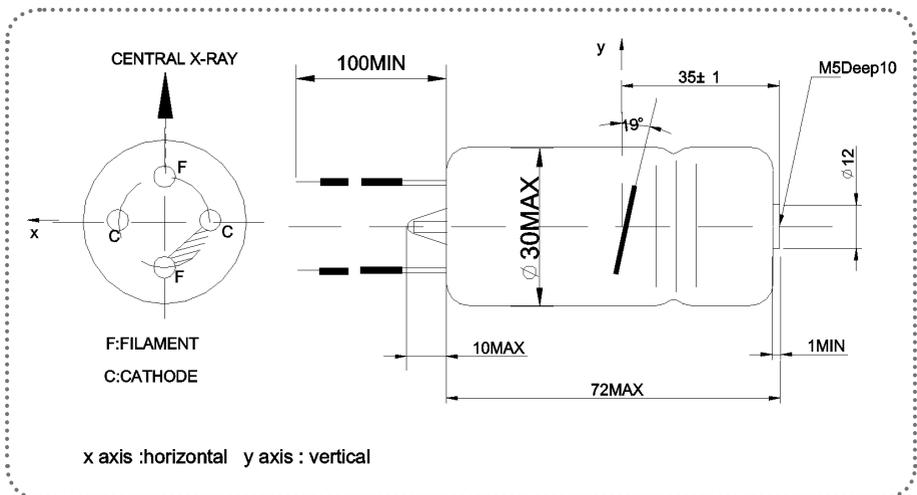 CENTRAL X-RAY
100MIN
y
35± 1
M5Deep10
19°
F
⌀12
x
C
C
⌀30MAX
F
F:FILAMENT
10MAX
1MIN
C:CATHODE
72MAX
x axis :horizontal y axis : vertical